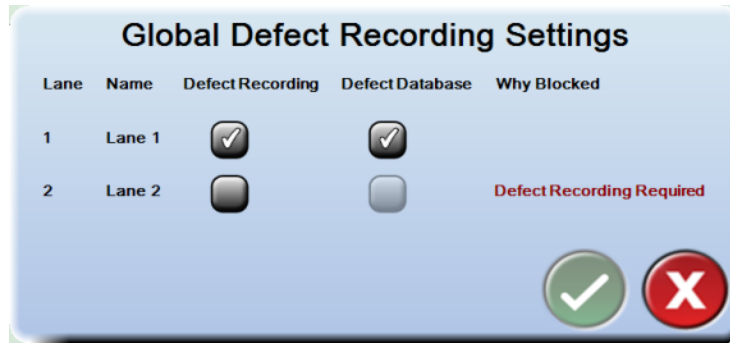 Global Defect Recording Settings
Lane Name Defect Recording Defect Database Why Blocked
1 Lane 1
2 Lane 2 Defect Recording Required